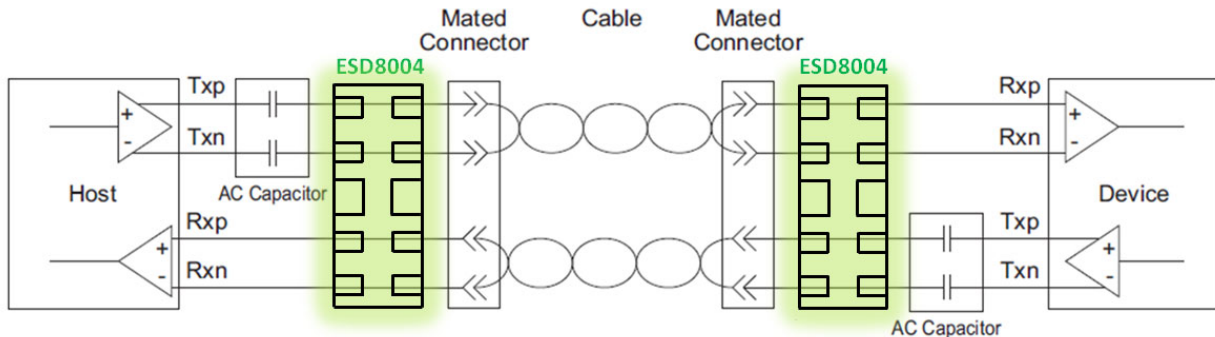 Mated
Connector
Cable
Mated
Connector
ESD8004
ESD8004
Txp
Rxp
+
-
+
-
Txn
Rxn
AC Capacitor
Host
Device
Rxp
Txp
+
-
+
-
Rxn
Txn
AC Capacitor